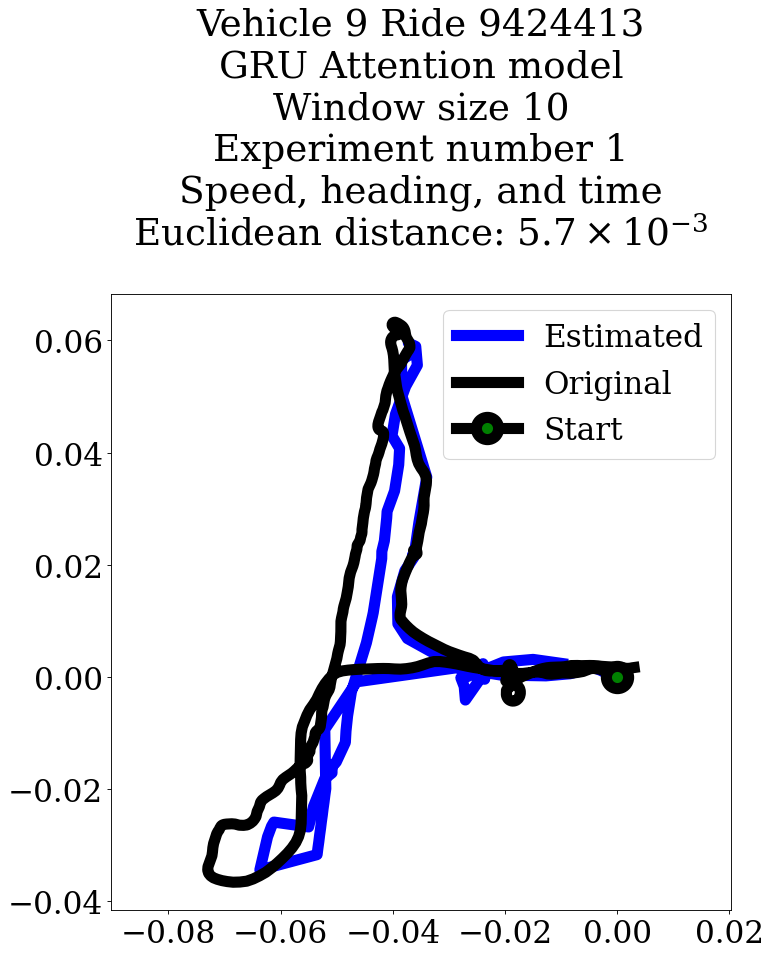 Vehicle 9 Ride 9424413
GRU Attention model
Window size 10
Experiment number 1
Speed, heading, and time
Euclidean distance: 5.7 × 10⁻³
Estimated
Original
Start
0.06
0.04
0.02
0.00
−0.02
−0.04
−0.08 −0.06 −0.04 −0.02 0.00 0.02